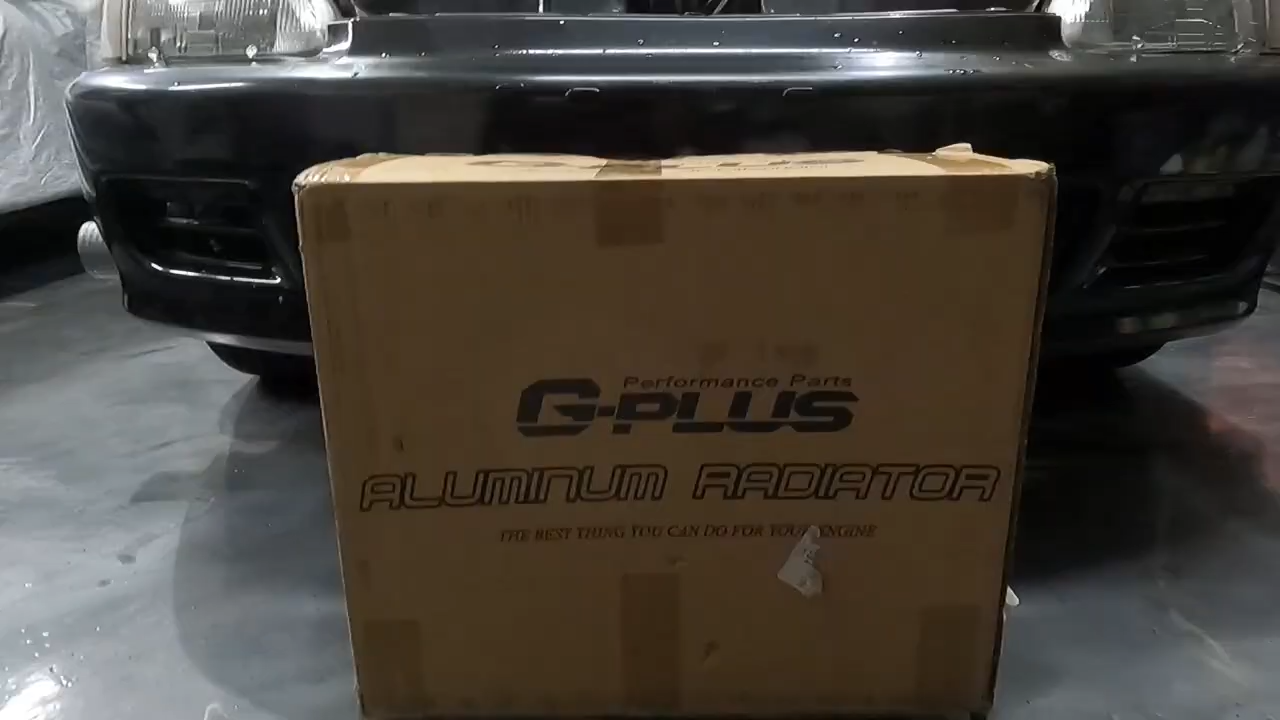 Performance Parts
G-PLUS
ALUMINUM RADIATOR
THE BEST THING YOU CAN DO FOR YOUR ENGINE